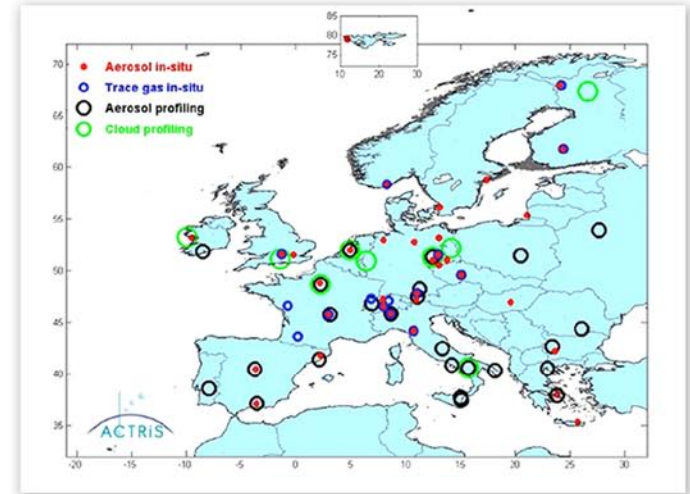 85
80
75
10 20 30
70
65
60
55
50
45
40
35
Aerosol in-situ
Trace gas in-situ
Aerosol profiling
Cloud profiling
ACTRiS
-20 -15 -10 -5 0 5 10 15 20 25 30